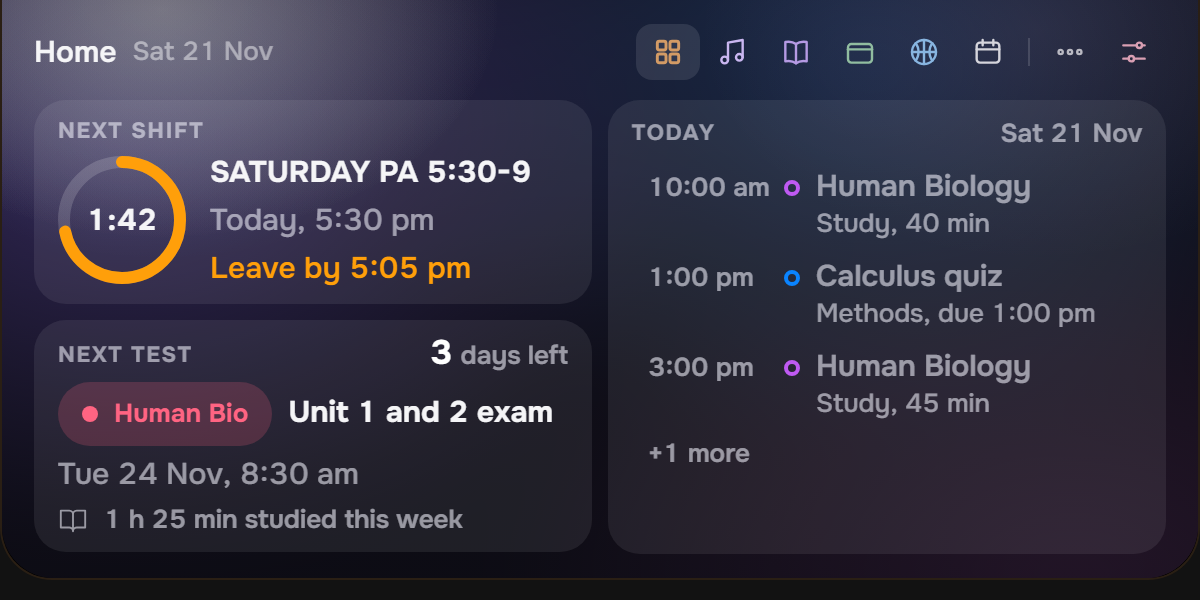 Home Sat 21 Nov
NEXT SHIFT
1:42
SATURDAY PA 5:30-9
Today, 5:30 pm
Leave by 5:05 pm
NEXT TEST
3 days left
Human Bio
Unit 1 and 2 exam
Tue 24 Nov, 8:30 am
1 h 25 min studied this week
TODAY
Sat 21 Nov
10:00 am Human Biology
Study, 40 min
1:00 pm Calculus quiz
Methods, due 1:00 pm
3:00 pm Human Biology
Study, 45 min
+1 more